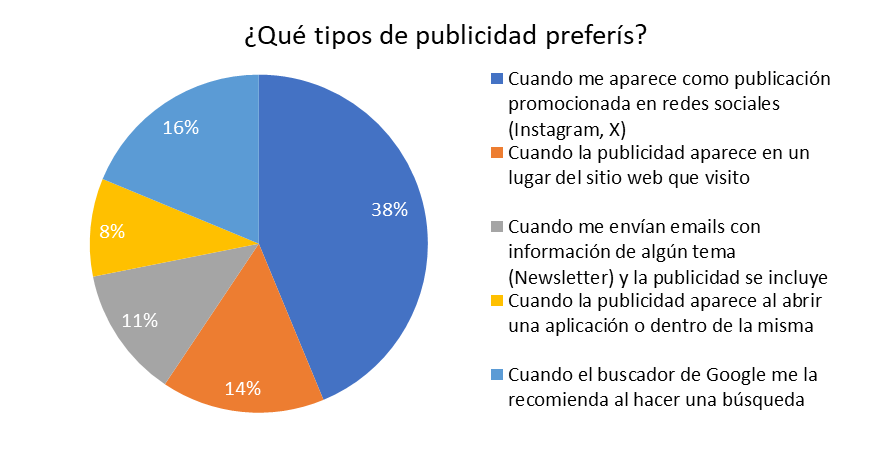 ¿Qué tipos de publicidad preferís?
38%
14%
11%
8%
16%
Cuando me aparece como publicación
promocionada en redes sociales
(Instagram, X)
Cuando la publicidad aparece en un
lugar del sitio web que visito
Cuando me envían emails con
información de algún tema
(Newsletter) y la publicidad se incluye
Cuando la publicidad aparece al abrir
una aplicación o dentro de la misma
Cuando el buscador de Google me la
recomienda al hacer una búsqueda